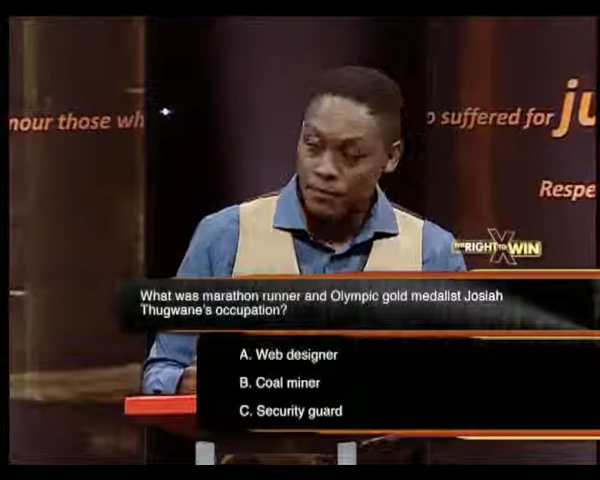 nour those wh
o suffered for ju
Respe
THE RIGHT TO WIN
What was marathon runner and Olympic gold medalist Josiah
Thugwane's occupation?
A. Web designer
B. Coal miner
C. Security guard